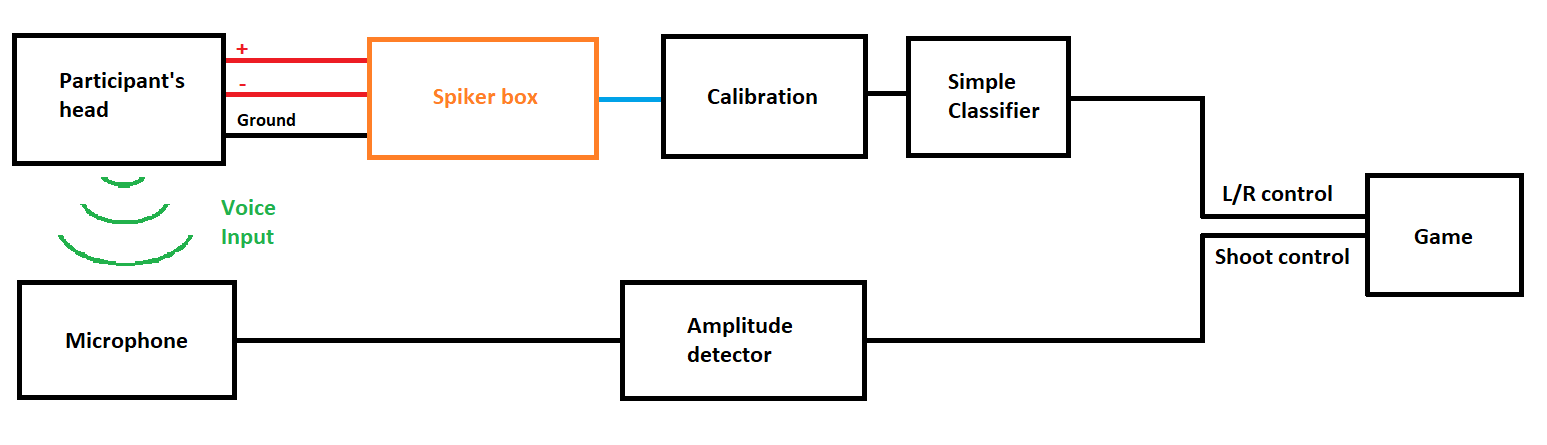 Participant's
head
+
-
Ground
Spiker box
Calibration
Simple
Classifier
Voice
Input
L/R control
Shoot control
Game
Microphone
Amplitude
detector